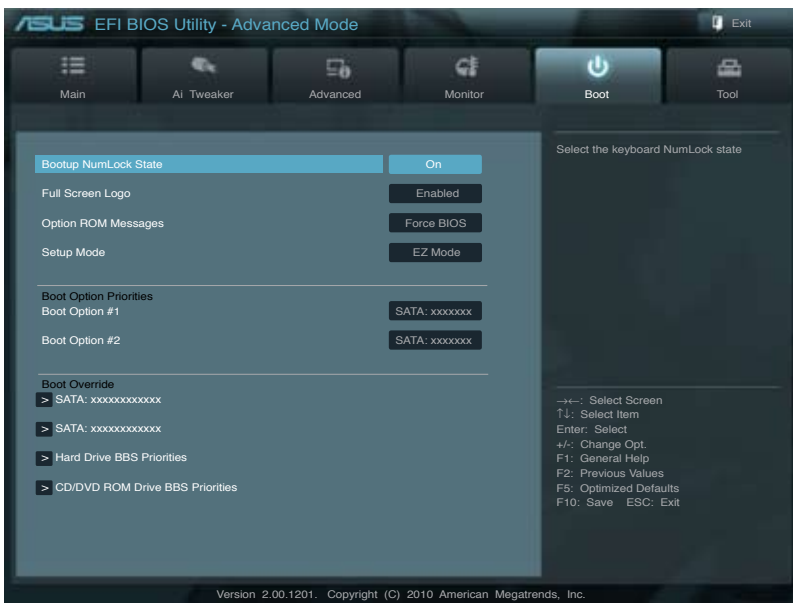 ASUS EFI BIOS Utility - Advanced Mode
Exit
Main
Ai Tweaker
Advanced
Monitor
Boot
Tool
Bootup NumLock State On
Full Screen Logo Enabled
Option ROM Messages Force BIOS
Setup Mode EZ Mode
Boot Option Priorities
Boot Option #1 SATA: xxxxxxx
Boot Option #2 SATA: xxxxxxx
Boot Override
> SATA: xxxxxxxxxxxx
> SATA: xxxxxxxxxxxx
> Hard Drive BBS Priorities
> CD/DVD ROM Drive BBS Priorities
Select the keyboard NumLock state
→←: Select Screen
↑↓: Select Item
Enter: Select
+/-: Change Opt.
F1: General Help
F2: Previous Values
F5: Optimized Defaults
F10: Save ESC: Exit
Version 2.00.1201. Copyright (C) 2010 American Megatrends, Inc.